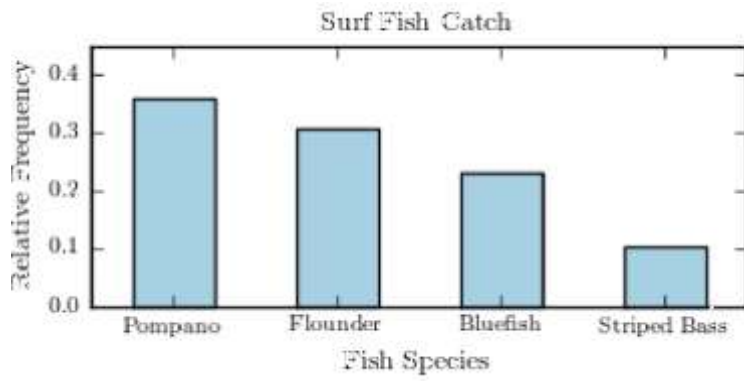 Surf Fish Catch
Relative Frequency
0.4
0.3
0.2
0.1
0.0
Pompano Flounder Bluefish Striped Bass
Fish Species